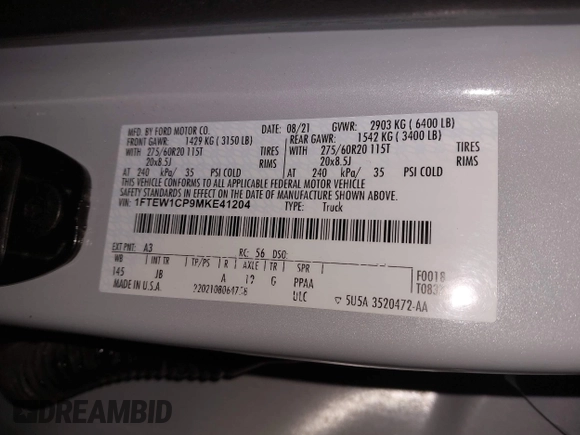 MFD. BY FORD MOTOR CO. DATE: 08/21 GVWR: 2903 KG ( 6400 LB)
FRONT GAWR: 1429 KG ( 3150 LB) REAR GAWR: 1542 KG ( 3400 LB)
WITH 275/60R20 115T TIRES WITH 275/60R20 115T TIRES
20x8.5J RIMS 20x8.5J RIMS
AT 240 kPa/ 35 PSI COLD AT 240 kPa/ 35 PSI COLD
THIS VEHICLE CONFORMS TO ALL APPLICABLE FEDERAL MOTOR VEHICLE
SAFETY STANDARDS IN EFFECT ON THE DATE OF MANUFACTURE SHOWN ABOVE.
VIN: 1FTEW1CP9MKE41204 TYPE: Truck
EXT PNT: A3 RC: 56 DSO:
WB INT TR TP/PS R AXLE TR SPR F0018
145 JB A G PPAA
MADE IN U.S.A. ULC 5U5A 3520472-AA
DREAMBID